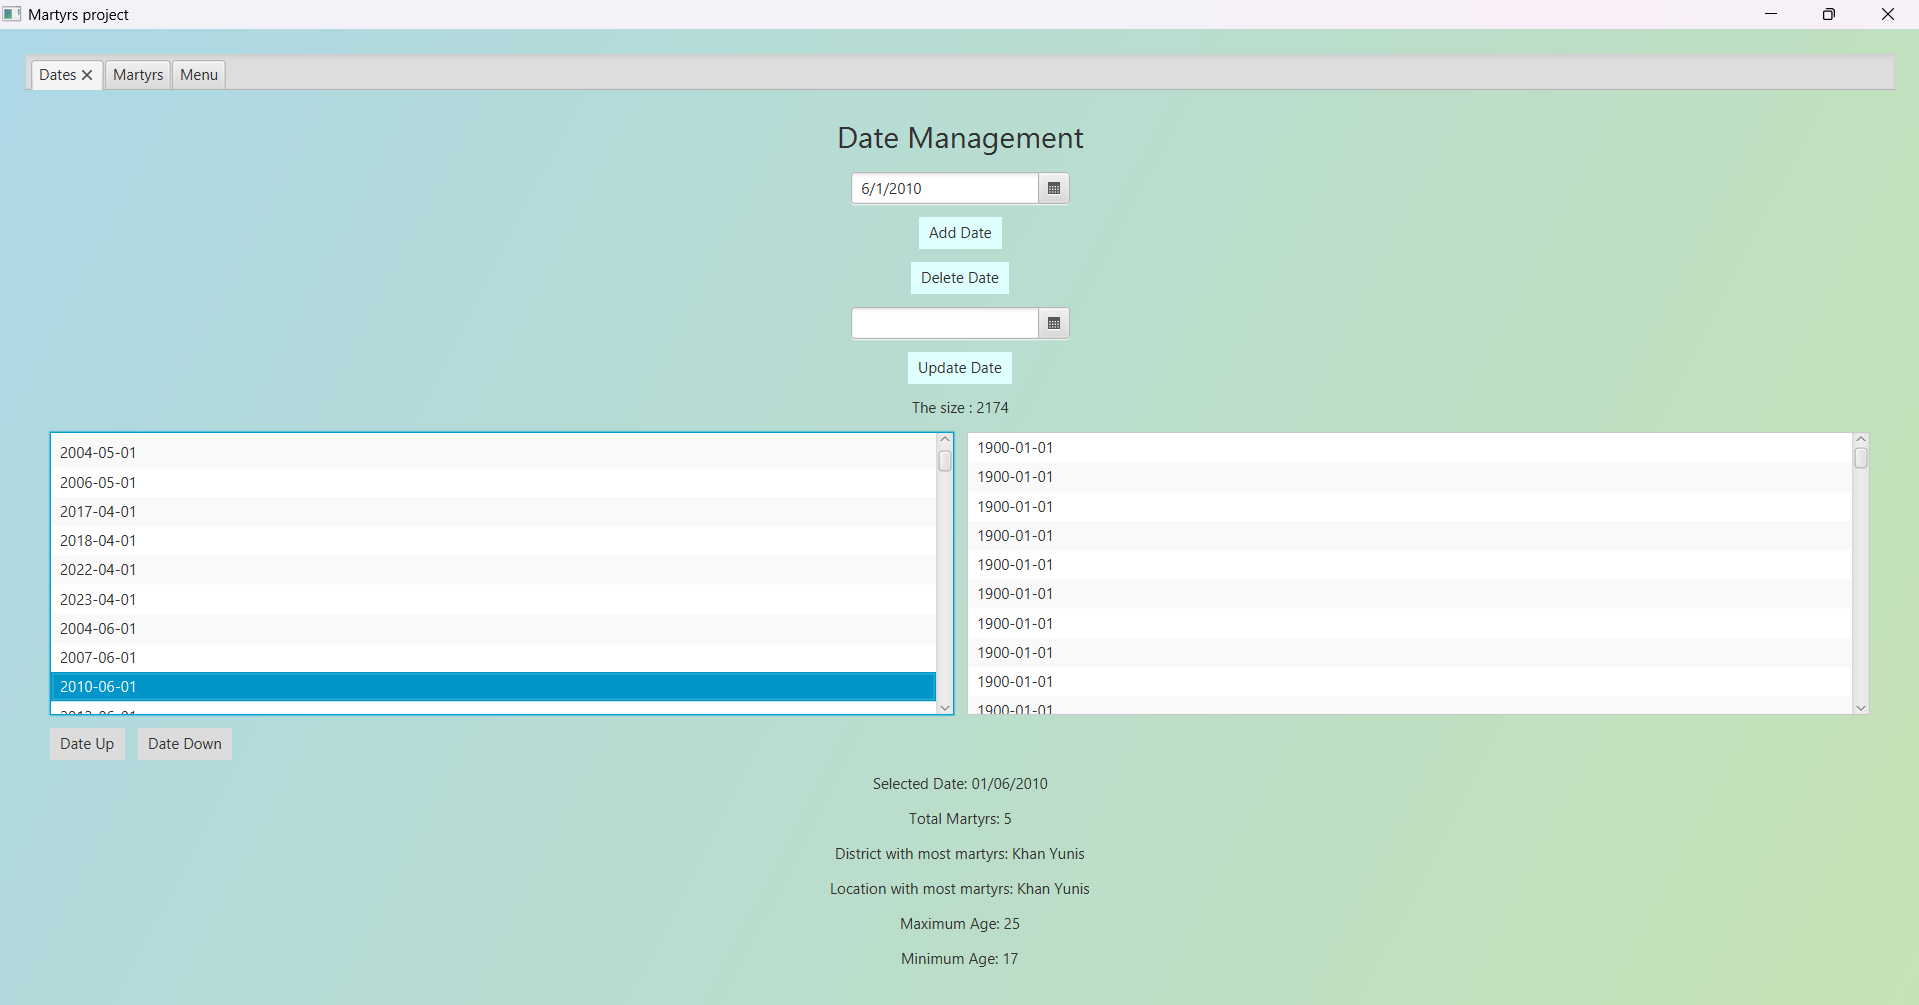 Martyrs project
Dates Martyrs Menu
Date Management
6/1/2010
Add Date
Delete Date
Update Date
The size : 2174
2004-05-01
2006-05-01
2017-04-01
2018-04-01
2022-04-01
2023-04-01
2004-06-01
2007-06-01
2010-06-01
1900-01-01
1900-01-01
1900-01-01
1900-01-01
1900-01-01
1900-01-01
1900-01-01
1900-01-01
1900-01-01
1900-01-01
Date Up Date Down
Selected Date: 01/06/2010
Total Martyrs: 5
District with most martyrs: Khan Yunis
Location with most martyrs: Khan Yunis
Maximum Age: 25
Minimum Age: 17